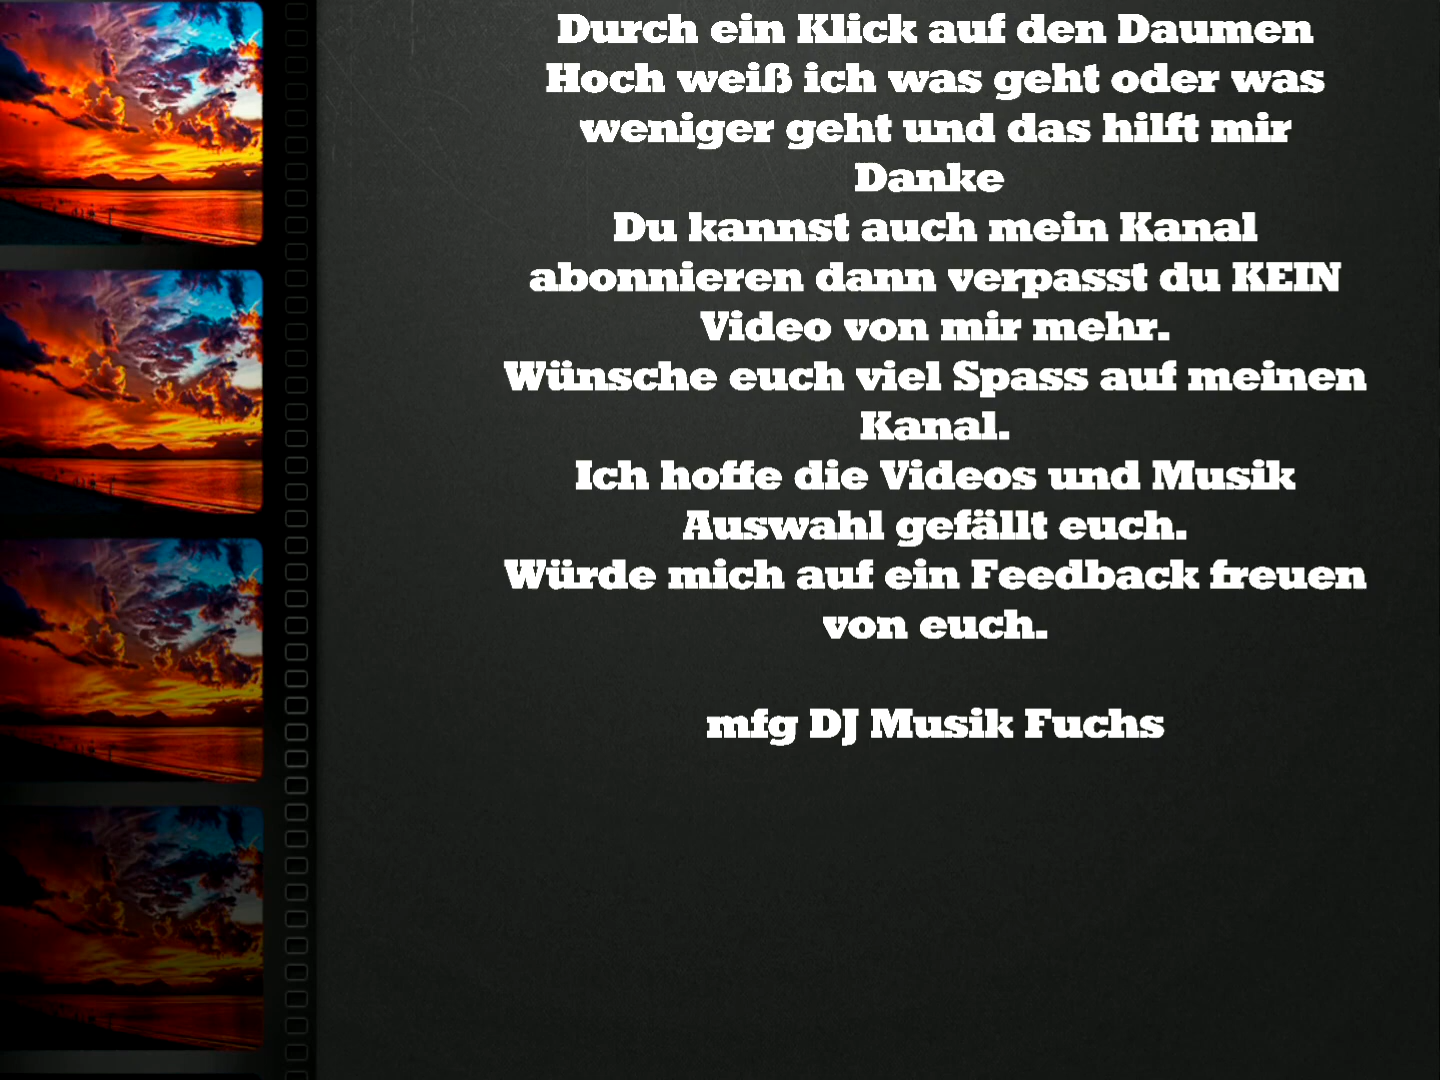 Durch ein Klick auf den Daumen
Hoch weiß ich was geht oder was
weniger geht und das hilft mir
Danke
Du kannst auch mein Kanal
abonnieren dann verpasst du KEIN
Video von mir mehr.
Wünsche euch viel Spass auf meinen
Kanal.
Ich hoffe die Videos und Musik
Auswahl gefällt euch.
Würde mich auf ein Feedback freuen
von euch.
mfg DJ Musik Fuchs